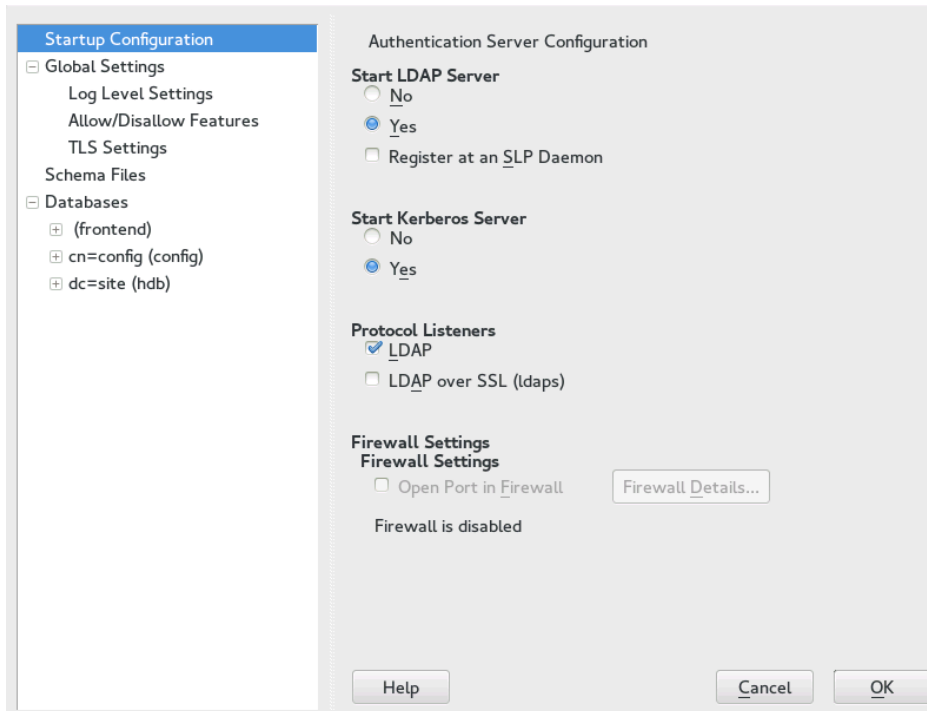 Startup Configuration
Global Settings
Log Level Settings
Allow/Disallow Features
TLS Settings
Schema Files
Databases
(frontend)
cn=config (config)
dc=site (hdb)
Authentication Server Configuration
Start LDAP Server
No
Yes
Register at an SLP Daemon
Start Kerberos Server
No
Yes
Protocol Listeners
LDAP
LDAP over SSL (ldaps)
Firewall Settings
Firewall Settings
Open Port in Firewall
Firewall Details...
Firewall is disabled
Help
Cancel
OK